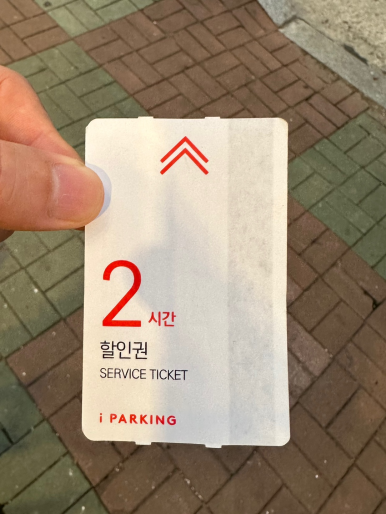 2 시간
할인권
SERVICE TICKET
i PARKING